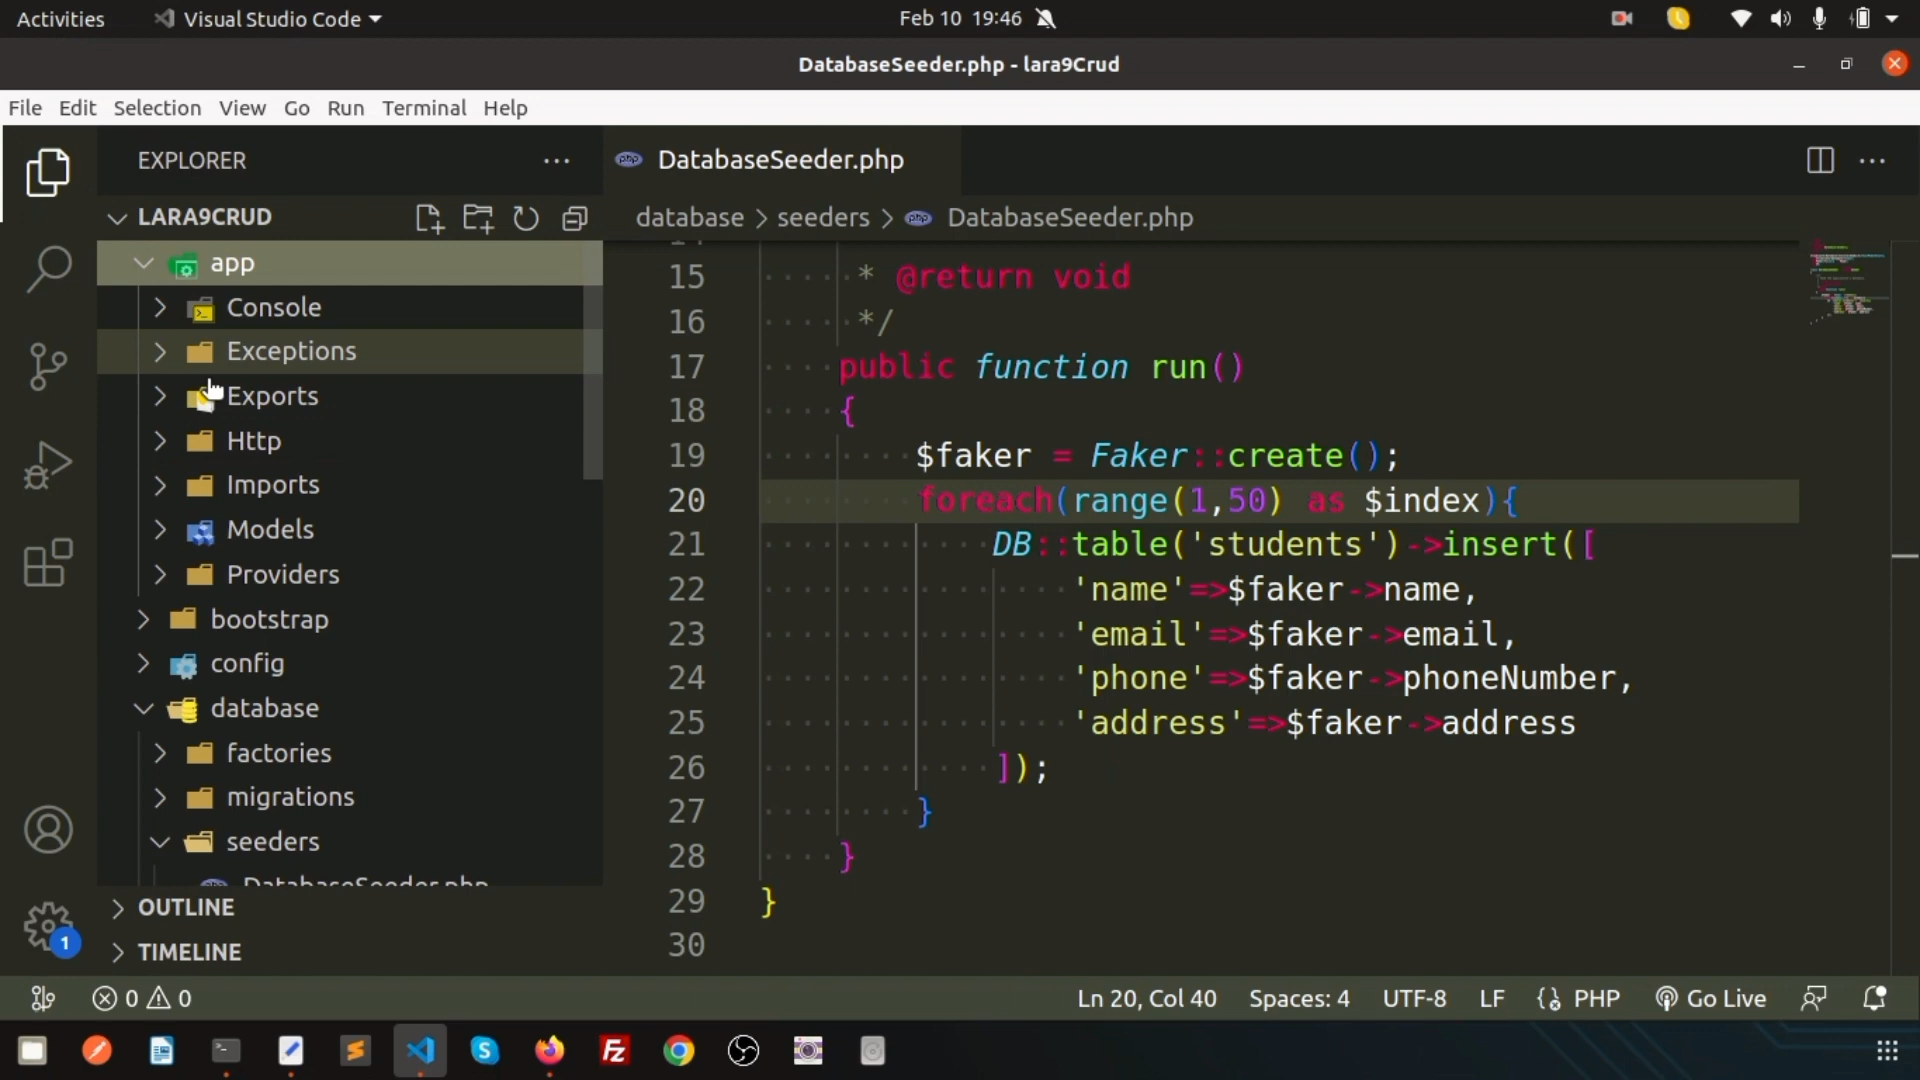 Activities Visual Studio Code Feb 10 19:46
DatabaseSeeder.php - lara9Crud
File Edit Selection View Go Run Terminal Help
EXPLORER
LARA9CRUD
app
Console
Exceptions
Exports
Http
Imports
Models
Providers
bootstrap
config
database
factories
migrations
seeders
DatabaseSeeder.php
OUTLINE
TIMELINE
DatabaseSeeder.php
database > seeders > DatabaseSeeder.php
15 * @return void
16 */
17 public function run()
18 {
19 $faker = Faker::create();
20 foreach(range(1,50) as $index){
21 DB::table('students')->insert([
22 'name'=>$faker->name,
23 'email'=>$faker->email,
24 'phone'=>$faker->phoneNumber,
25 'address'=>$faker->address
26 ]);
27 }
28 }
29 }
30
1
0 0 Ln 20, Col 40 Spaces: 4 UTF-8 LF PHP Go Live